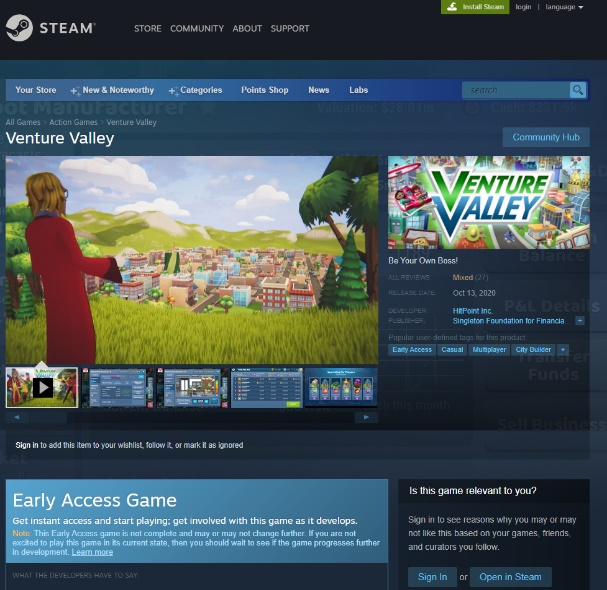 Install Steam
login | language
STEAM®
STORE COMMUNITY ABOUT SUPPORT
Your Store
New & Noteworthy
Categories
Points Shop
News
Labs
search
ot Manufacturer
Valuation: $28.01m
All Games > Action Games > Venture Valley
Venture Valley
Community Hub
VENTURE VALLEY
Be Your Own Boss!
Balance
ALL REVIEWS: Mixed (27)
RELEASE DATE: Oct 13, 2020
P&L Details
DEVELOPER: HitPoint Inc.
PUBLISHER: Singleton Foundation for Financia +
Popular user-defined tags for this product:
Early Access Casual Multiplayer City Builder +
Transfer
Funds
VENTURE VALLEY
h this month
Sell Business
Sign in to add this item to your wishlist, follow it, or mark it as ignored
Early Access Game
Get instant access and start playing; get involved with this game as it develops.
Note: This Early Access game is not complete and may or may not change further. If you are not
excited to play this game in its current state, then you should wait to see if the game progresses further
in development. Learn more
WHAT THE DEVELOPERS HAVE TO SAY:
Is this game relevant to you?
Sign in to see reasons why you may or may
not like this based on your games, friends,
and curators you follow.
Sign In or Open in Steam